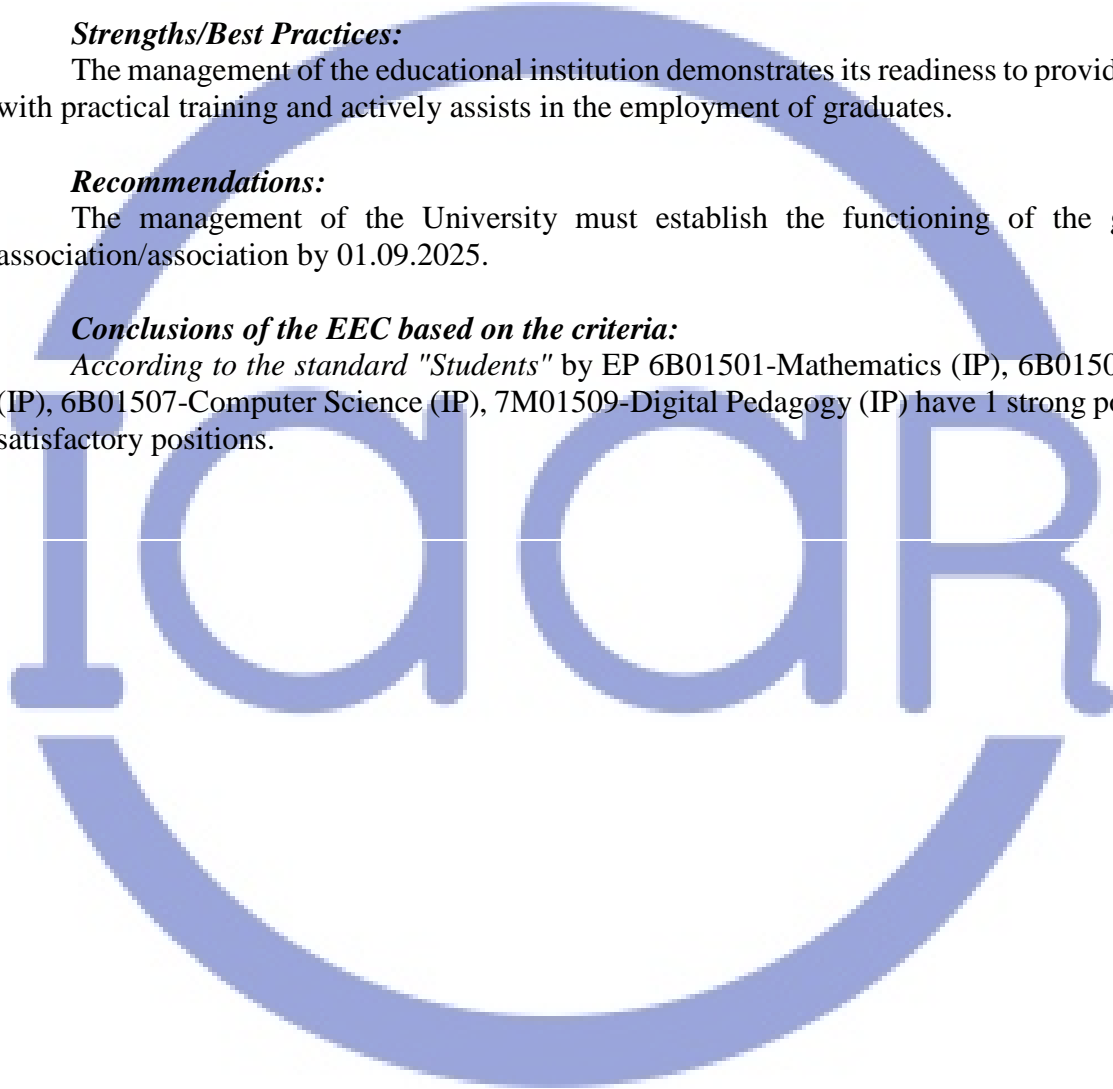 Strengths/Best Practices:
The management of the educational institution demonstrates its readiness to provid
with practical training and actively assists in the employment of graduates.
Recommendations:
The management of the University must establish the functioning of the
association/association by 01.09.2025.
Conclusions of the EEC based on the criteria:
According to the standard "Students" by EP 6B01501-Mathematics (IP), 6B0150
(IP), 6B01507-Computer Science (IP), 7M01509-Digital Pedagogy (IP) have 1 strong po
satisfactory positions.
IaaR